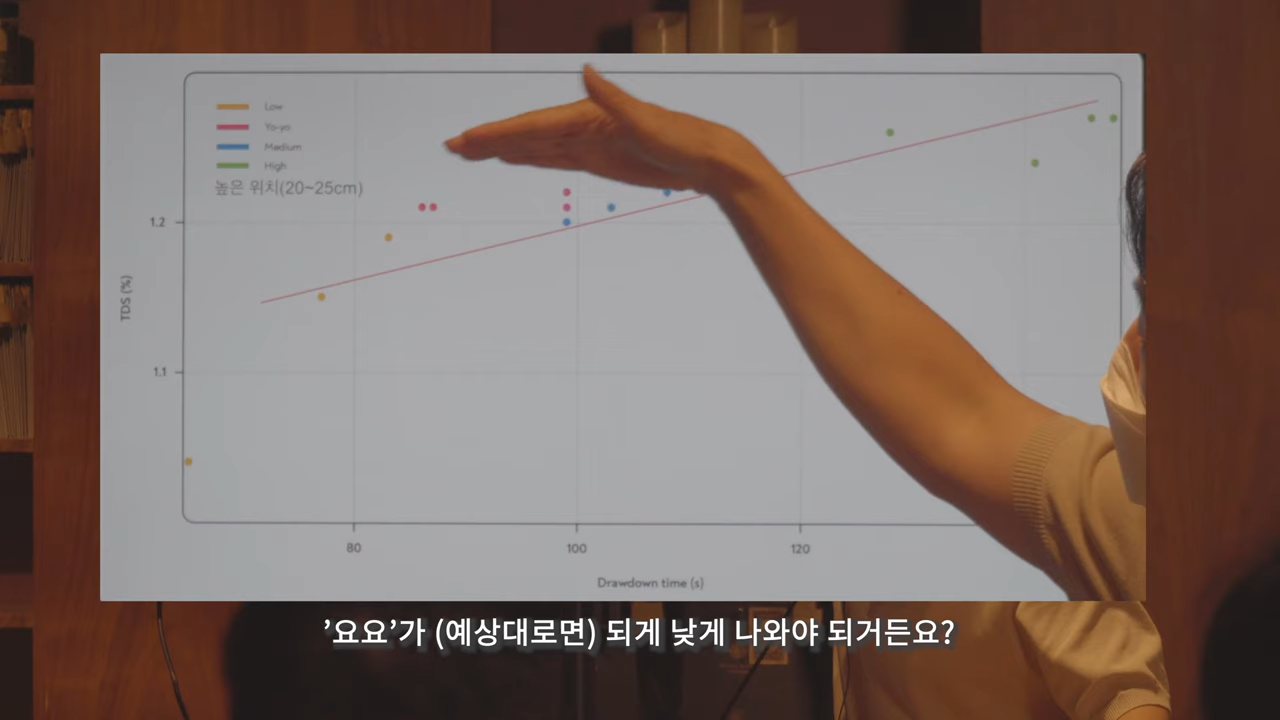 Low
Yo-yo
Medium
High
높은 위치(20~25cm)
1.2
TDS (%)
1.1
80
100
120
Drawdown time (s)
’요요’가 (예상대로면) 되게 낮게 나와야 되거든요?